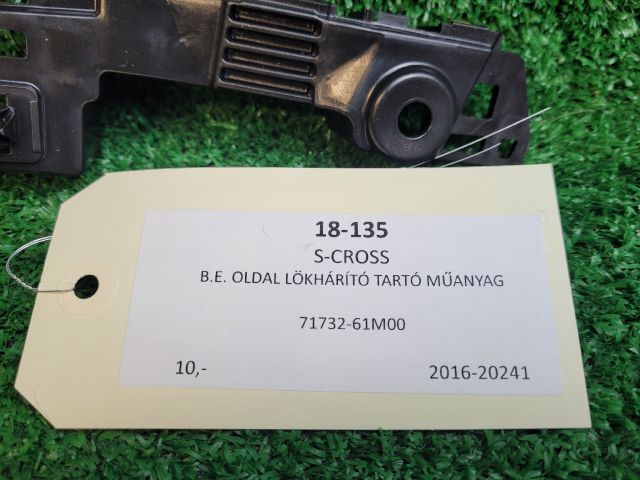 18-135
S-CROSS
B.E. OLDAL LÖKHÁRÍTÓ TARTÓ MŰANYAG
71732-61M00
10,- 2016-20241